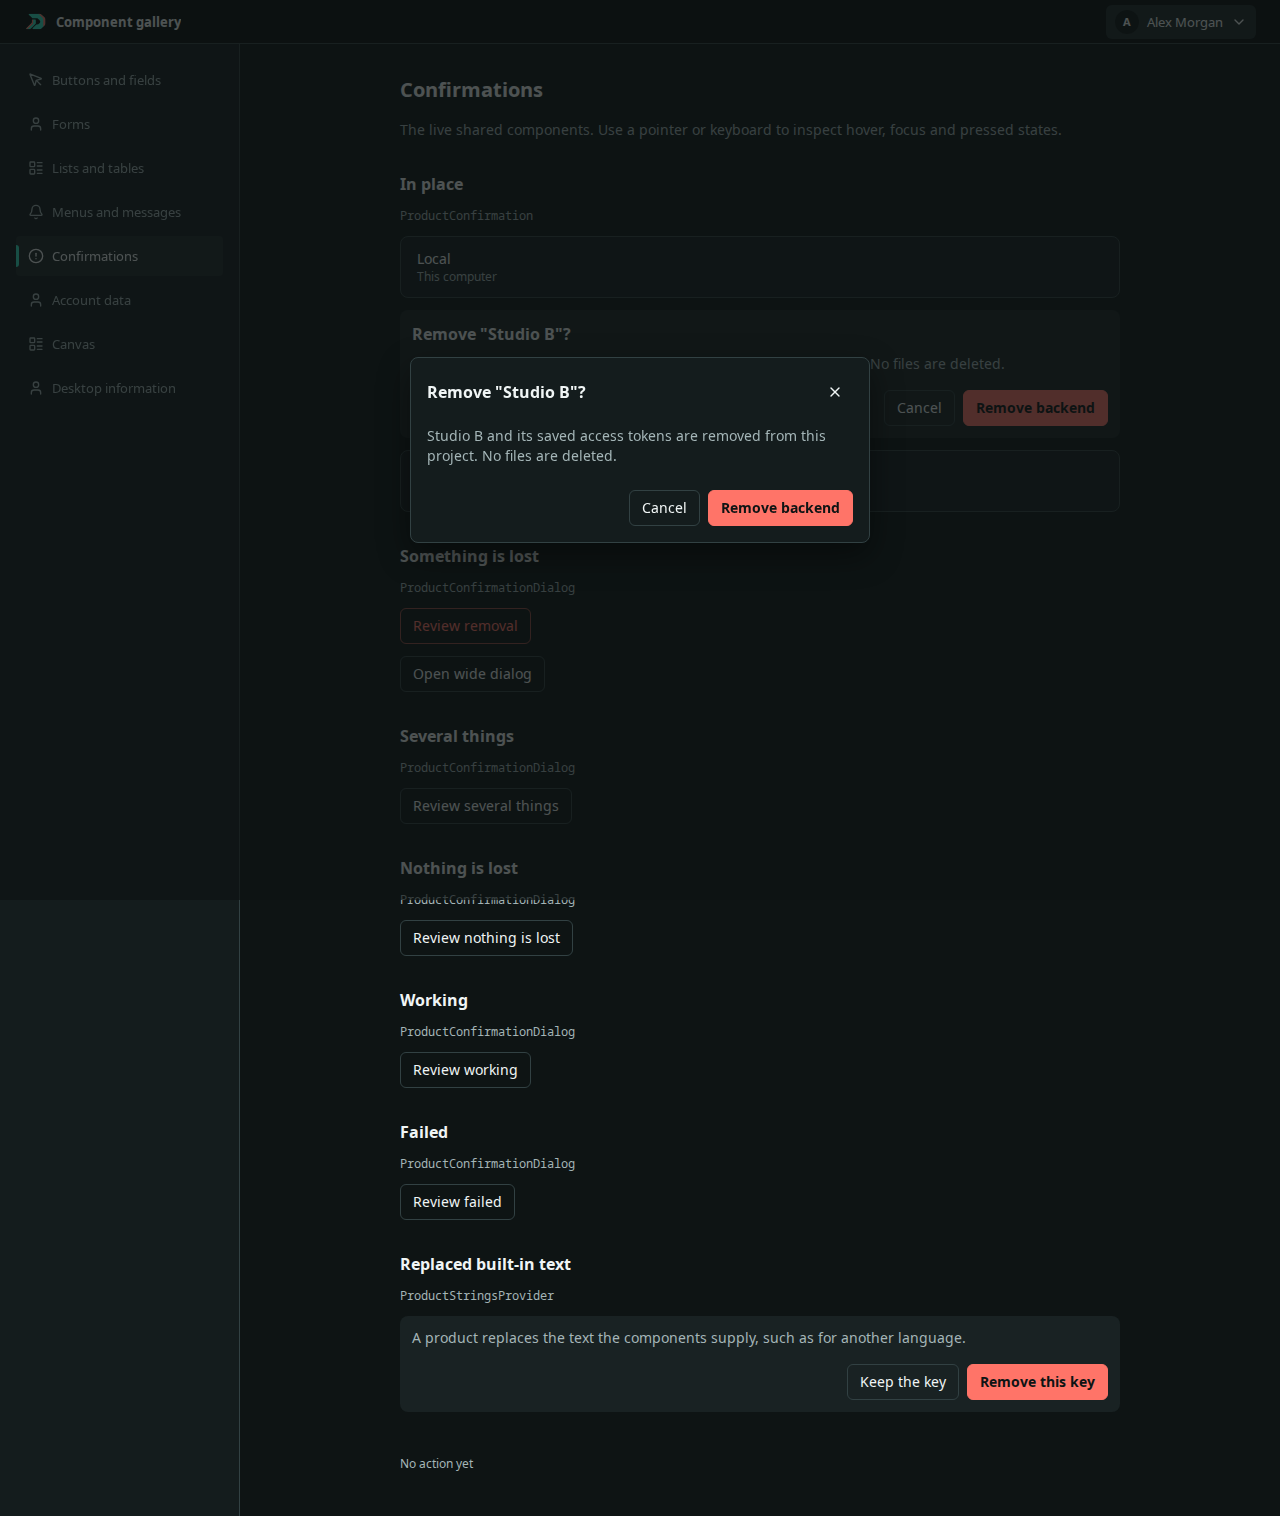 Component gallery
A
Alex Morgan
Buttons and fields
Forms
Lists and tables
Menus and messages
Confirmations
Account data
Canvas
Desktop information
Confirmations
The live shared components. Use a pointer or keyboard to inspect hover, focus and pressed states.
In place
ProductConfirmation
Local
This computer
Remove "Studio B"?
No files are deleted.
Cancel
Remove backend
Remove "Studio B"?
Studio B and its saved access tokens are removed from this
project. No files are deleted.
Cancel
Remove backend
Something is lost
ProductConfirmationDialog
Review removal
Open wide dialog
Several things
ProductConfirmationDialog
Review several things
Nothing is lost
ProductConfirmationDialog
Review nothing is lost
Working
ProductConfirmationDialog
Review working
Failed
ProductConfirmationDialog
Review failed
Replaced built-in text
ProductStringsProvider
A product replaces the text the components supply, such as for another language.
Keep the key
Remove this key
No action yet